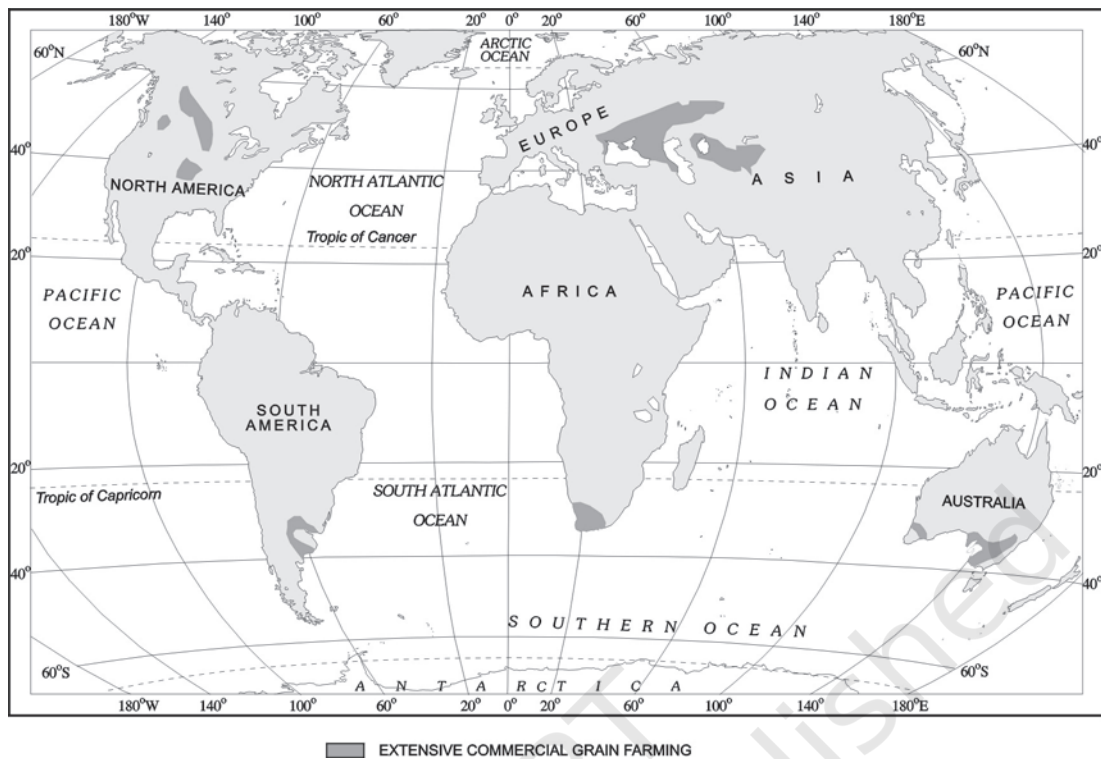 180°W 140° 100° 60° 20° 0° 20° 60° 100° 140° 180°E
60°N
ARCTIC
OCEAN
60°N
EUROPE
40°
40°
NORTH AMERICA
ASIA
NORTH ATLANTIC
OCEAN
Tropic of Cancer
20°
20°
PACIFIC
OCEAN
AFRICA
PACIFIC
OCEAN
INDIAN
OCEAN
SOUTH
AMERICA
20°
20°
Tropic of Capricorn
SOUTH ATLANTIC
OCEAN
AUSTRALIA
40°
40°
SOUTHERN OCEAN
60°S
60°S
ANTARCTICA
180°W 140° 100° 60° 20° 0° 20° 60° 100° 140° 180°E
EXTENSIVE COMMERCIAL GRAIN FARMING